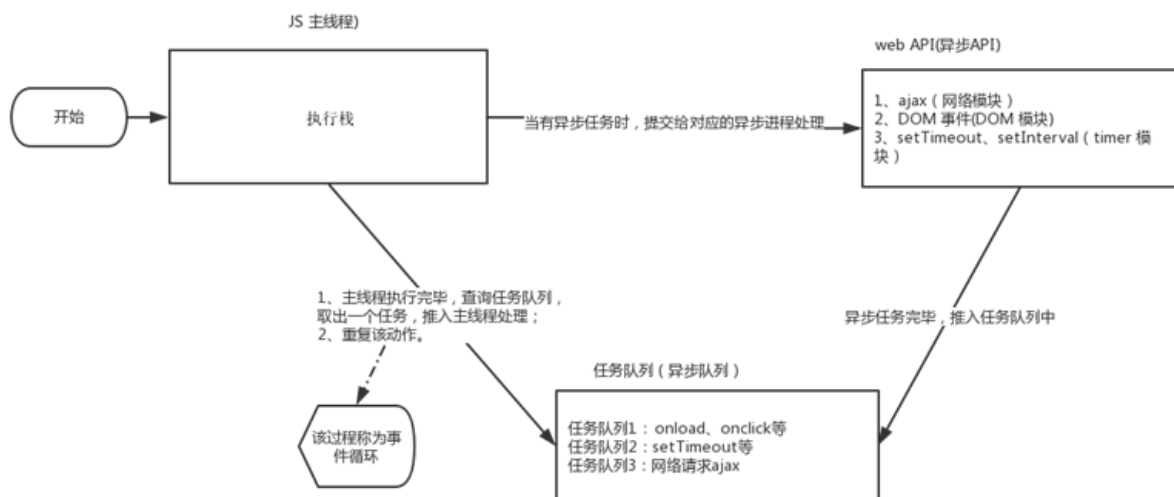 JS 主线程)
web API(异步API)
开始
执行栈
当有异步任务时，提交给对应的异步进程处理
1、ajax（网络模块）
2、DOM 事件(DOM 模块)
3、setTimeout、setInterval（timer 模
块）
1、主线程执行完毕，查询任务队列，
取出一个任务，推入主线程处理；
2、重复该动作。
异步任务完毕，推入任务队列中
任务队列（异步队列）
该过程称为事
件循环
任务队列1：onload、onclick等
任务队列2：setTimeout等
任务队列3：网络请求ajax